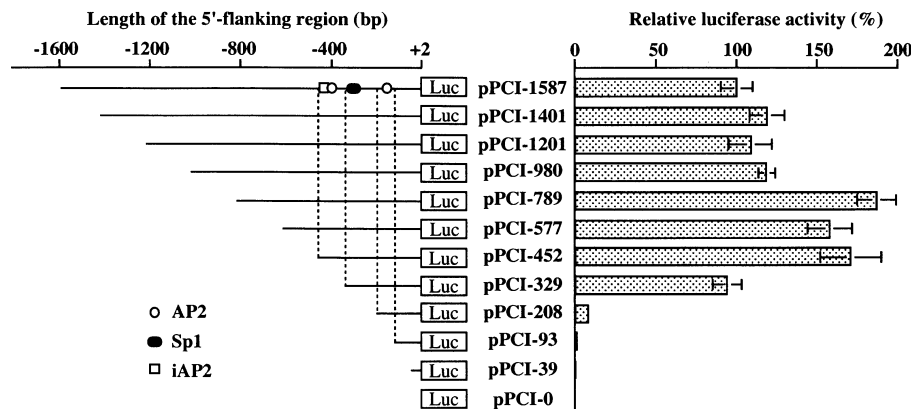 Length of the 5'-flanking region (bp)
Relative luciferase activity (%)
-1600 -1200 -800 -400 +2
0 50 100 150 200
Luc pPCI-1587
Luc pPCI-1401
Luc pPCI-1201
Luc pPCI-980
Luc pPCI-789
Luc pPCI-577
Luc pPCI-452
Luc pPCI-329
AP2 Luc pPCI-208
Sp1 Luc pPCI-93
iAP2 Luc pPCI-39
Luc pPCI-0